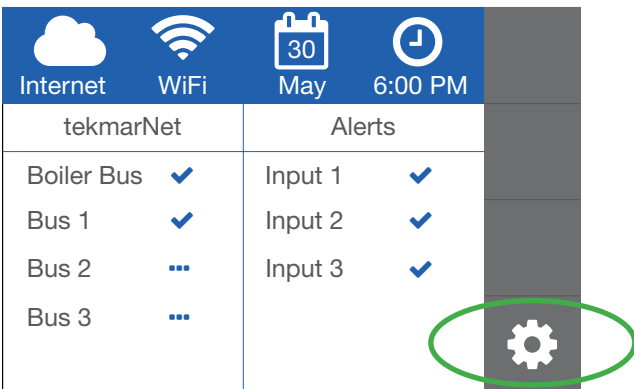 30
Internet WiFi May 6:00 PM
tekmarNet Alerts
Boiler Bus Input 1
Bus 1 Input 2
Bus 2 Input 3
Bus 3